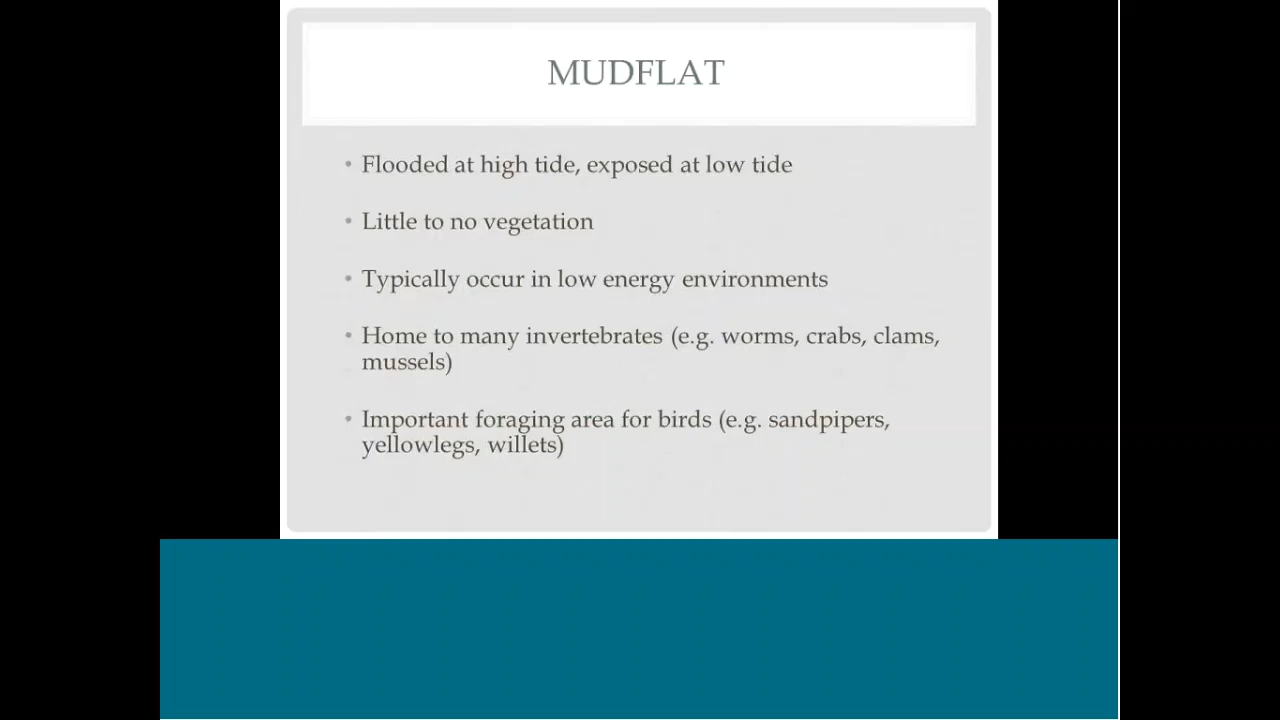 MUDFLAT
• Flooded at high tide, exposed at low tide
• Little to no vegetation
• Typically occur in low energy environments
• Home to many invertebrates (e.g. worms, crabs, clams,
mussels)
• Important foraging area for birds (e.g. sandpipers,
yellowlegs, willets)